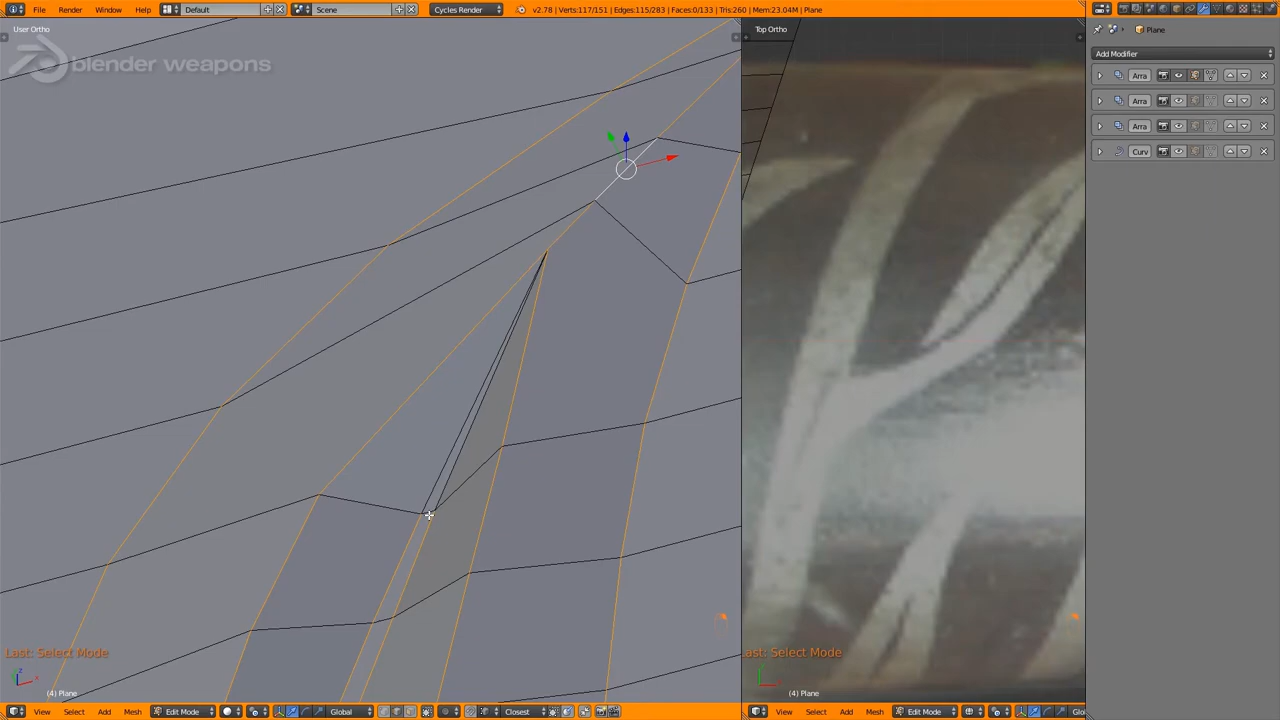 File Render Window Help Default Scene Cycles Render v2.78 | Verts:117/151 | Edges:115/283 | Faces:0/133 | Tris:260 | Mem:23.04M | Plane
User Ortho
blender weapons
Last: Select Mode
(4) Plane
View Select Add Mesh Edit Mode Global Closest
Top Ortho
Last: Select Mode
(4) Plane
View Select Add Mesh Edit Mode Glo
Plane
Add Modifier
Arra
Arra
Arra
Curv